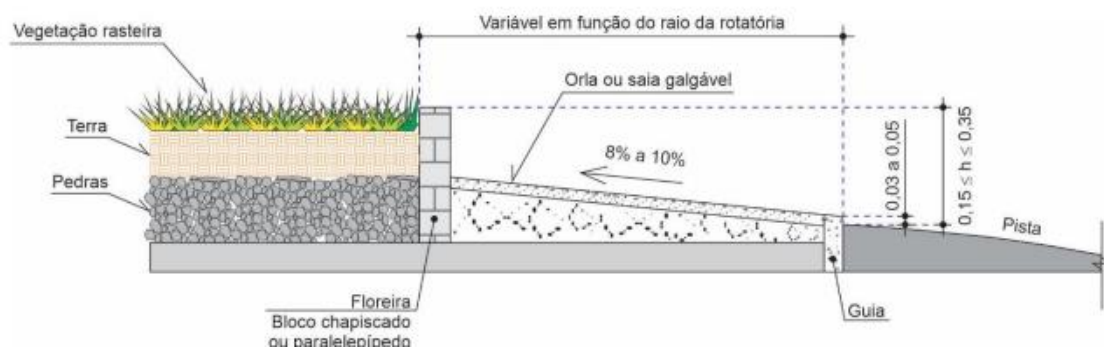 Variável em função do raio da rotatória
Vegetação rasteira
Orla ou saia galgável
Terra
8% a 10%
0,03 a 0,05
0,15 ≤ h ≤ 0,35
Pedras
Pista
Floreira
Bloco chapiscado
ou paralelepípedo
Guia